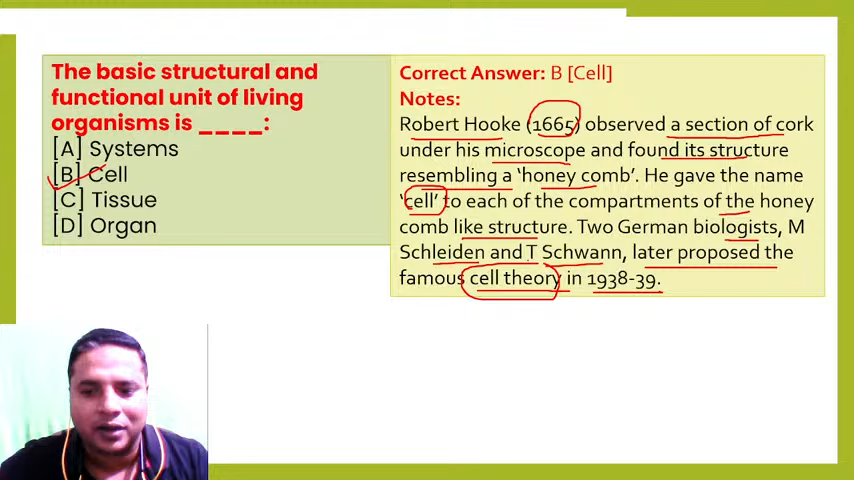 The basic structural and
functional unit of living
organisms is ____:
[A] Systems
[B] Cell
[C] Tissue
[D] Organ
Correct Answer: B [Cell]
Notes:
Robert Hooke (1665) observed a section of cork
under his microscope and found its structure
resembling a ‘honey comb’. He gave the name
‘cell’ to each of the compartments of the honey
comb like structure. Two German biologists, M
Schleiden and T Schwann, later proposed the
famous cell theory in 1938-39.